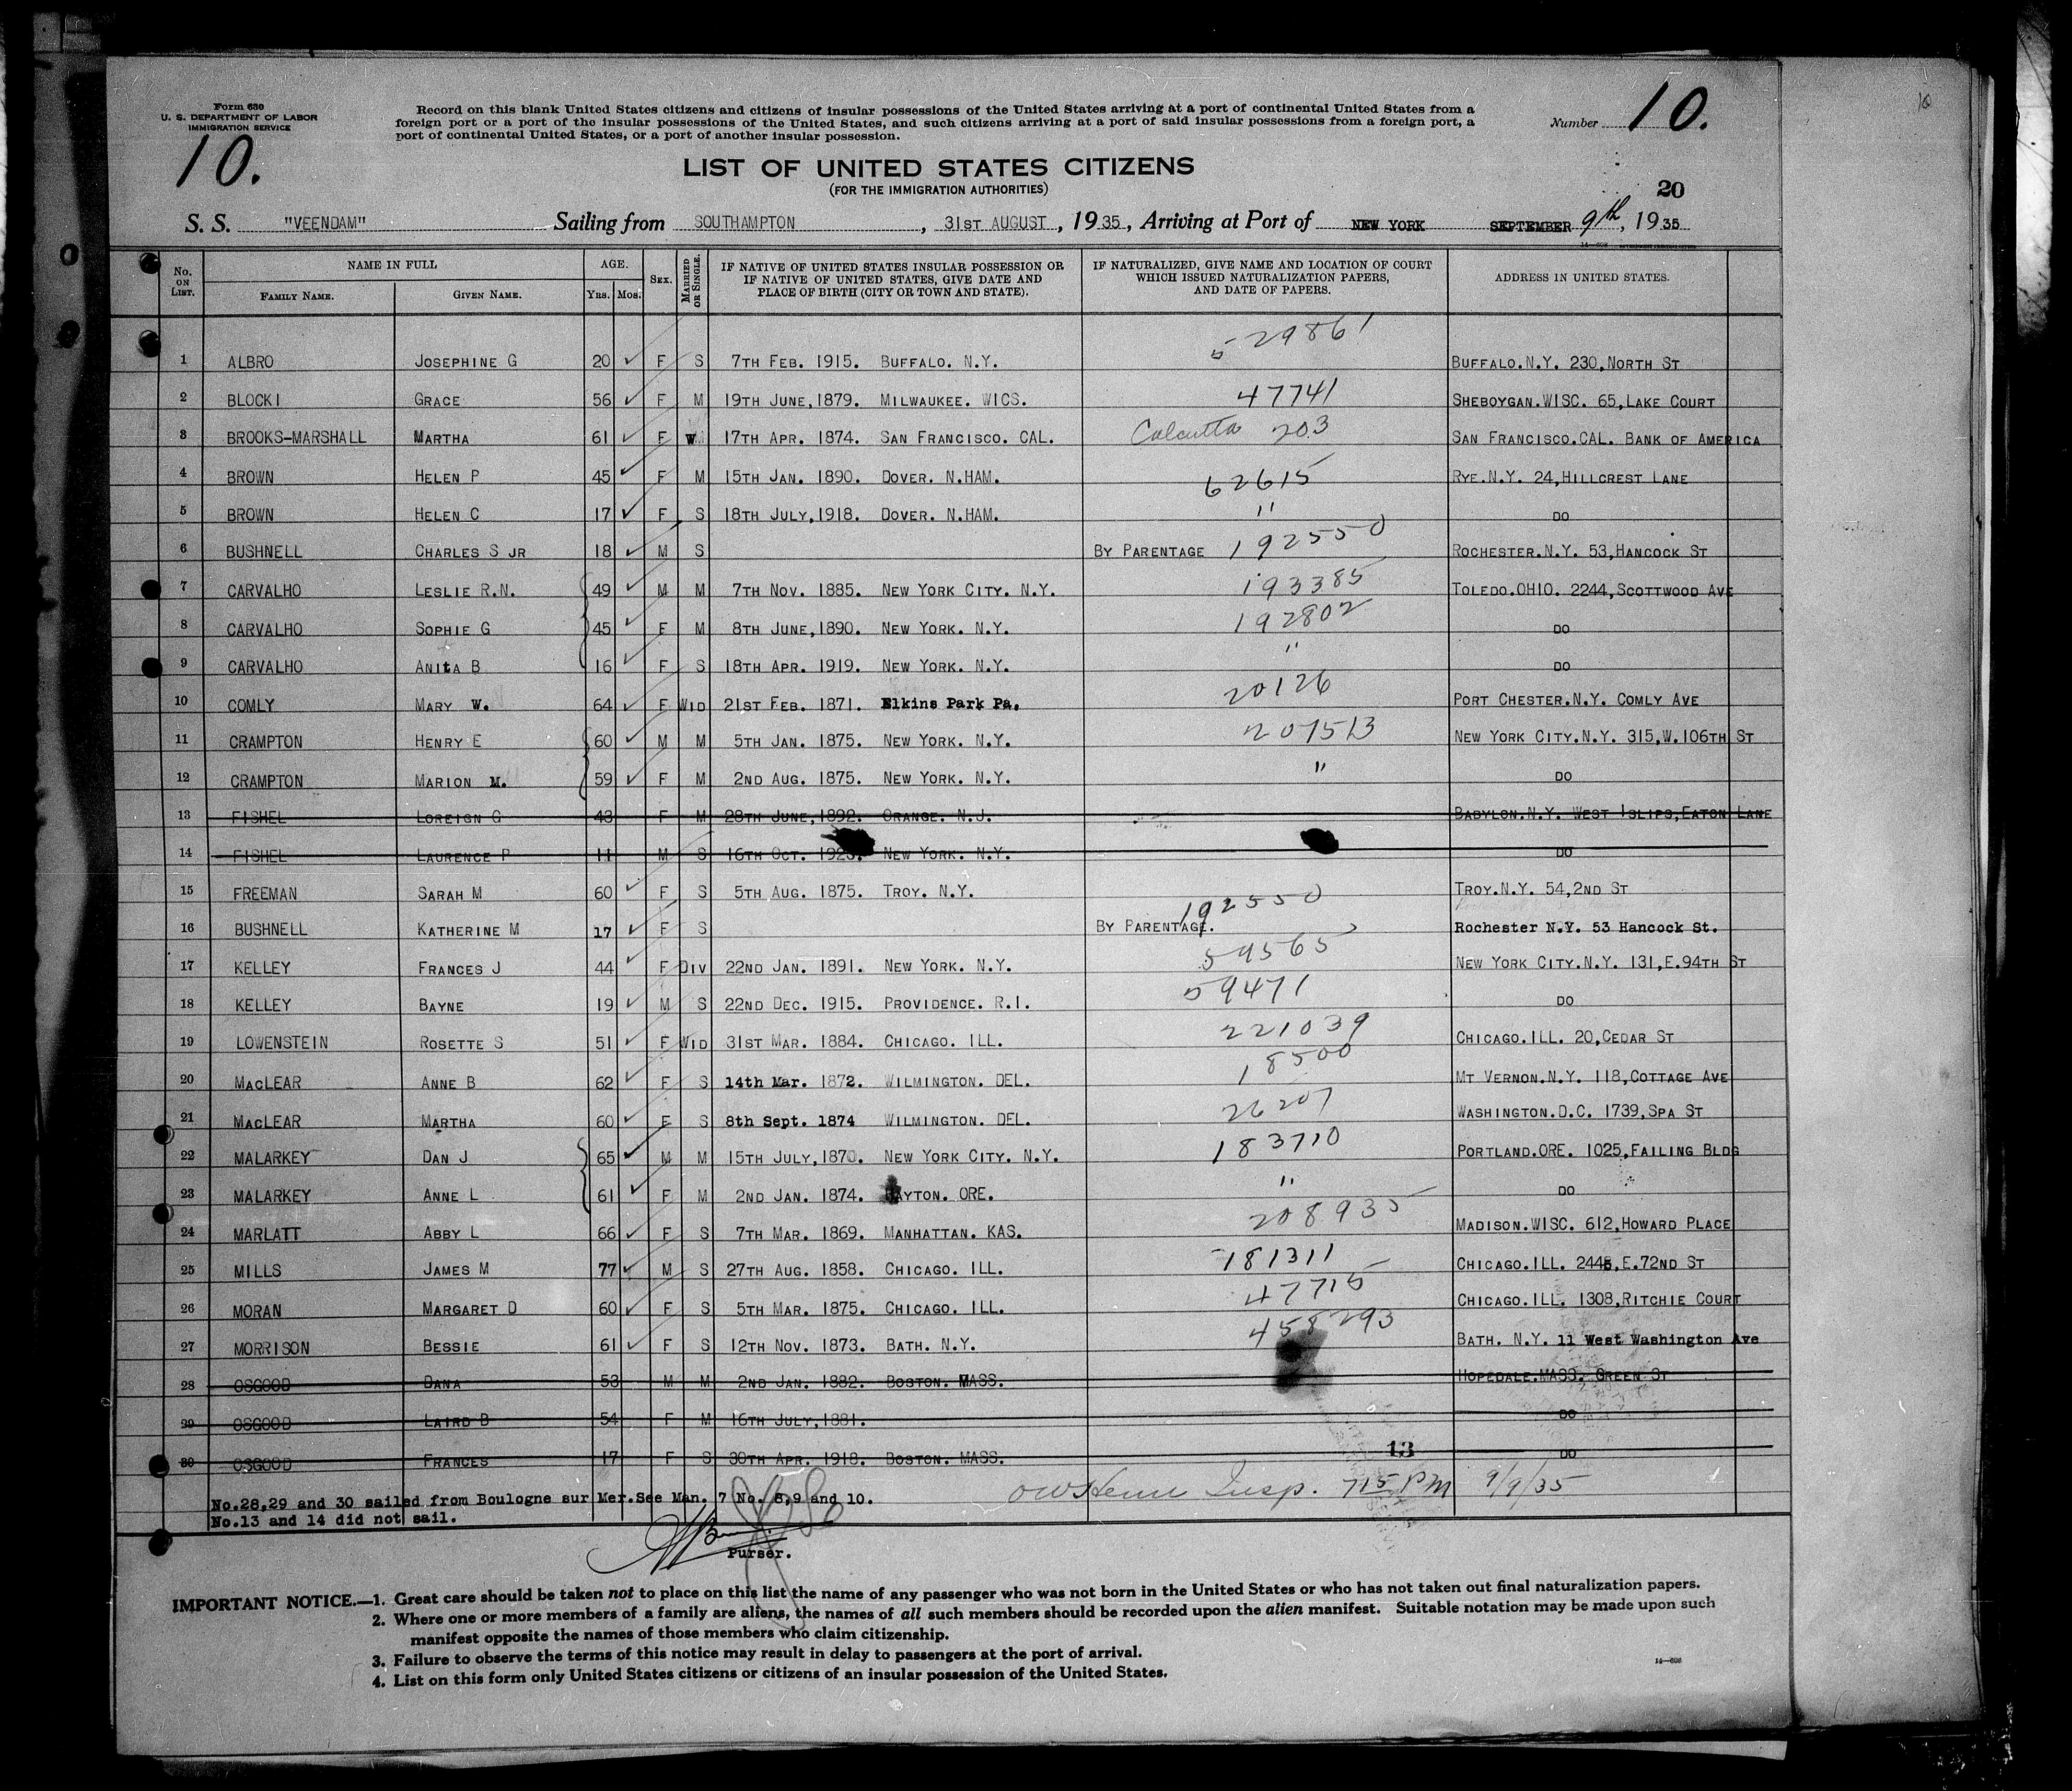 Form 630
U. S. DEPARTMENT OF LABOR
IMMIGRATION SERVICE
10.
Record on this blank United States citizens and citizens of insular possessions of the United States arriving at a port of continental United States from a
foreign port or a port of the insular possessions of the United States, and such citizens arriving at a port of said insular possessions from a foreign port, a
port of continental United States, or a port of another insular possession.
Number 10.
LIST OF UNITED STATES CITIZENS
(FOR THE IMMIGRATION AUTHORITIES)
20
S. S. "VEENDAM" Sailing from SOUTHAMPTON, 31ST AUGUST, 1935, Arriving at Port of NEW YORK SEPTEMBER 9th, 1935
No. ON LIST. NAME IN FULL FAMILY NAME. GIVEN NAME. AGE. Yrs. Mos. SEX. MARRIED OR SINGLE. IF NATIVE OF UNITED STATES INSULAR POSSESSION OR IF NATIVE OF UNITED STATES, GIVE DATE AND PLACE OF BIRTH (CITY OR TOWN AND STATE). IF NATURALIZED, GIVE NAME AND LOCATION OF COURT WHICH ISSUED NATURALIZATION PAPERS, AND DATE OF PAPERS. ADDRESS IN UNITED STATES.
1 ALBRO JOSEPHINE G 20 ✓ F S 7TH FEB. 1915. BUFFALO. N.Y. 52986 1 BUFFALO.N.Y. 230,NORTH ST
2 BLOCKI GRACE 56 ✓ F M 19TH JUNE,1879. MILWAUKEE. WICS. 47741 SHEBOYGAN.WISC. 65,LAKE COURT
3 BROOKS-MARSHALL MARTHA 61 ✓ F W 17TH APR. 1874. SAN FRANCISCO. CAL. Calcutta 203 SAN FRANCISCO.CAL. BANK OF AMERICA
4 BROWN HELEN P 45 ✓ F M 15TH JAN. 1890. DOVER. N.HAM. 62615 RYE.N.Y. 24,HILLCREST LANE
5 BROWN HELEN C 17 ✓ F S 18TH JULY,1918. DOVER. N.HAM. " DO
6 BUSHNELL CHARLES S JR 18 ✓ M S BY PARENTAGE 192550 ROCHESTER.N.Y. 53,HANCOCK ST
7 CARVALHO LESLIE R.N. 49 ✓ M M 7TH NOV. 1885. NEW YORK CITY. N.Y. 193385 TOLEDO.OHIO. 2244,SCOTTWOOD AVE
8 CARVALHO SOPHIE G 45 ✓ F M 8TH JUNE,1890. NEW YORK. N.Y. 192802 DO
9 CARVALHO ANITA B 16 ✓ F S 18TH APR. 1919. NEW YORK. N.Y. " DO
10 COMLY MARY W. 64 ✓ F WID 21ST FEB. 1871. Elkins Park Pa. 20126 PORT CHESTER.N.Y. COMLY AVE
11 CRAMPTON HENRY E 60 ✓ M M 5TH JAN. 1875. NEW YORK. N.Y. 207513 NEW YORK CITY.N.Y. 315,W.106TH ST
12 CRAMPTON MARION M. 59 ✓ F M 2ND AUG. 1875. NEW YORK. N.Y. " DO
13 FISHEL LOREIGN G 43 F M 28TH JUNE,1892. ORANGE. N.J. BABYLON.N.Y. WEST ISLIPS,EATON LANE
14 FISHEL LAURENCE P 11 M S 16TH OCT. 1923. NEW YORK. N.Y. DO
15 FREEMAN SARAH M 60 ✓ F S 5TH AUG. 1875. TROY. N.Y. TROY.N.Y. 54,2ND ST
16 BUSHNELL KATHERINE M 17 ✓ F S BY PARENTAGE. 192550 Rochester N.Y. 53 Hancock St.
17 KELLEY FRANCES J 44 ✓ F DIV 22ND JAN. 1891. NEW YORK. N.Y. 59565 NEW YORK CITY.N.Y. 131,E.94TH ST
18 KELLEY BAYNE 19 ✓ M S 22ND DEC. 1915. PROVIDENCE. R.I. 59471 DO
19 LOWENSTEIN ROSETTE S 51 ✓ F WID 31ST MAR. 1884. CHICAGO. ILL. 221039 CHICAGO.ILL. 20,CEDAR ST
20 MACLEAR ANNE B 62 ✓ F S 14th Mar. 1872. WILMINGTON. DEL. 18500 MT VERNON.N.Y. 118,COTTAGE AVE
21 MACLEAR MARTHA 60 ✓ F S 8th Sept. 1874 WILMINGTON. DEL. 26207 WASHINGTON.D.C. 1739,SPA ST
22 MALARKEY DAN J 65 ✓ M M 15TH JULY,1870. NEW YORK CITY. N.Y. 183710 PORTLAND.ORE. 1025,FAILING BLDG
23 MALARKEY ANNE L 61 ✓ F M 2ND JAN. 1874. DAYTON. ORE. " DO
24 MARLATT ABBY L 66 ✓ F S 7TH MAR. 1869. MANHATTAN. KAS. 208935 MADISON.WISC. 612,HOWARD PLACE
25 MILLS JAMES M 77 ✓ M S 27TH AUG. 1858. CHICAGO. ILL. 181311 CHICAGO.ILL. 2448,E.72ND ST
26 MORAN MARGARET D 60 ✓ F S 5TH MAR. 1875. CHICAGO. ILL. 47715 CHICAGO.ILL. 1308,RITCHIE COURT
27 MORRISON BESSIE 61 ✓ F S 12TH NOV. 1873. BATH. N.Y. 458293 BATH. N.Y. 11 West Washington Ave
28 OSGOOD DANA 53 M M 2ND JAN. 1882. BOSTON. MASS. HOPEDALE.MASS. GREEN ST
29 OSGOOD LAIRD B 54 F M 16TH JULY,1881. DO
30 OSGOOD FRANCES 17 F S 30TH APR. 1918. BOSTON. MASS. 13 DO
No.28,29 and 30 sailed from Boulogne sur Mer.See Man. 7 No. 8,9 and 10.
Insp. 715 PM 9/9/35
No.13 and 14 did not sail.
Purser.
IMPORTANT NOTICE.—1. Great care should be taken not to place on this list the name of any passenger who was not born in the United States or who has not taken out final naturalization papers.
2. Where one or more members of a family are aliens, the names of all such members should be recorded upon the alien manifest. Suitable notation may be made upon such
manifest opposite the names of those members who claim citizenship.
3. Failure to observe the terms of this notice may result in delay to passengers at the port of arrival.
4. List on this form only United States citizens or citizens of an insular possession of the United States.